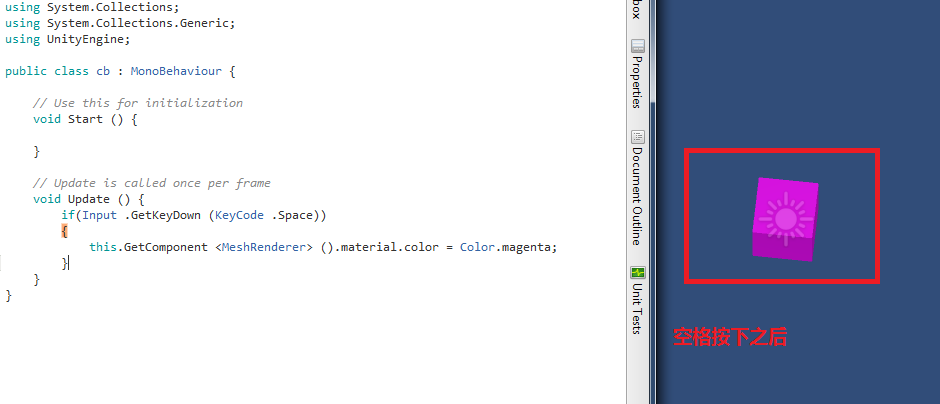 using System.Collections;
using System.Collections.Generic;
using UnityEngine;
public class cb : MonoBehaviour {
// Use this for initialization
void Start () {
}
// Update is called once per frame
void Update () {
if(Input .GetKeyDown (KeyCode .Space))
{
this.GetComponent <MeshRenderer> ().material.color = Color.magenta;
}
}
}
Properties
Document Outline
Unit Tests
空格按下之后